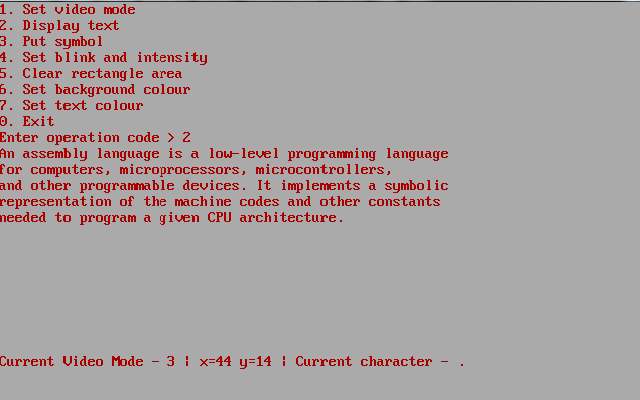 1. Set video mode
2. Display text
3. Put symbol
4. Set blink and intensity
5. Clear rectangle area
6. Set background colour
7. Set text colour
0. Exit
Enter operation code > 2
An assembly language is a low-level programming language
for computers, microprocessors, microcontrollers,
and other programmable devices. It implements a symbolic
representation of the machine codes and other constants
needed to program a given CPU architecture.
Current Video Mode - 3 | x=44 y=14 | Current character - .